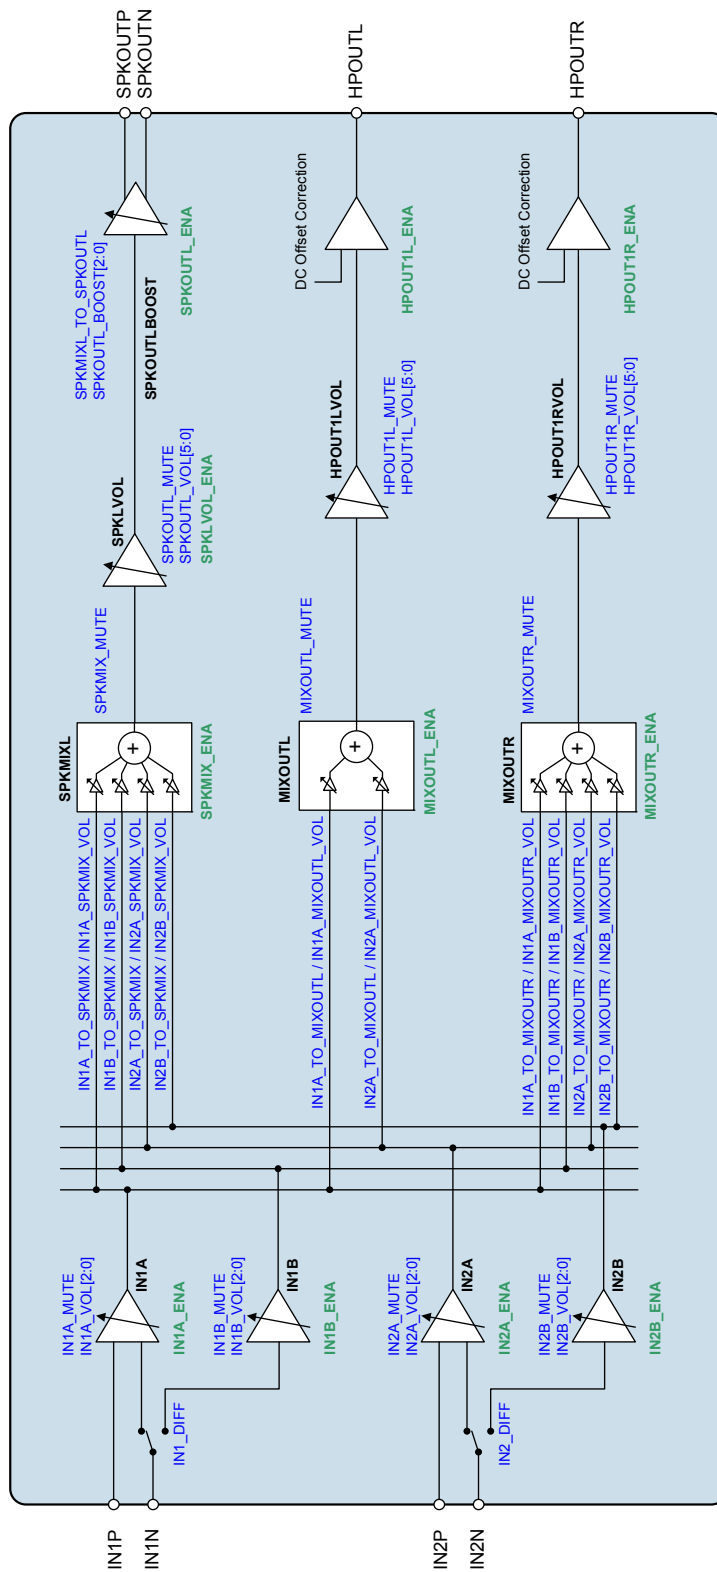 SPKOUTP
SPKOUTN
HPOUTL
HPOUTR
SPKMIXL_TO_SPKOUTL
SPKOUTL_BOOST[2:0]
SPKOUTLBOOST
SPKOUTL_ENA
DC Offset Correction
HPOUT1L_ENA
DC Offset Correction
HPOUT1R_ENA
SPKLVOL
SPKOUTL_MUTE
SPKOUTL_VOL[5:0]
SPKLVOL_ENA
HPOUT1LVOL
HPOUT1L_MUTE
HPOUT1L_VOL[5:0]
HPOUT1RVOL
HPOUT1R_MUTE
HPOUT1R_VOL[5:0]
SPKMIX_MUTE
MIXOUTL_MUTE
MIXOUTR_MUTE
SPKMIXL
+
SPKMIX_ENA
MIXOUTL
+
MIXOUTL_ENA
MIXOUTR
+
MIXOUTR_ENA
IN1A_TO_SPKMIX / IN1A_SPKMIX_VOL
IN1B_TO_SPKMIX / IN1B_SPKMIX_VOL
IN2A_TO_SPKMIX / IN2A_SPKMIX_VOL
IN2B_TO_SPKMIX / IN2B_SPKMIX_VOL
IN1A_TO_MIXOUTL / IN1A_MIXOUTL_VOL
IN2A_TO_MIXOUTL / IN2A_MIXOUTL_VOL
IN1A_TO_MIXOUTR / IN1A_MIXOUTR_VOL
IN1B_TO_MIXOUTR / IN1B_MIXOUTR_VOL
IN2A_TO_MIXOUTR / IN2A_MIXOUTR_VOL
IN2B_TO_MIXOUTR / IN2B_MIXOUTR_VOL
IN1A_MUTE
IN1A_VOL[2:0]
IN1A
IN1A_ENA
IN1B_MUTE
IN1B_VOL[2:0]
IN1B
IN1B_ENA
IN2A_MUTE
IN2A_VOL[2:0]
IN2A
IN2A_ENA
IN2B_MUTE
IN2B_VOL[2:0]
IN2B
IN2B_ENA
IN1_DIFF
IN2_DIFF
IN1P
IN1N
IN2P
IN2N